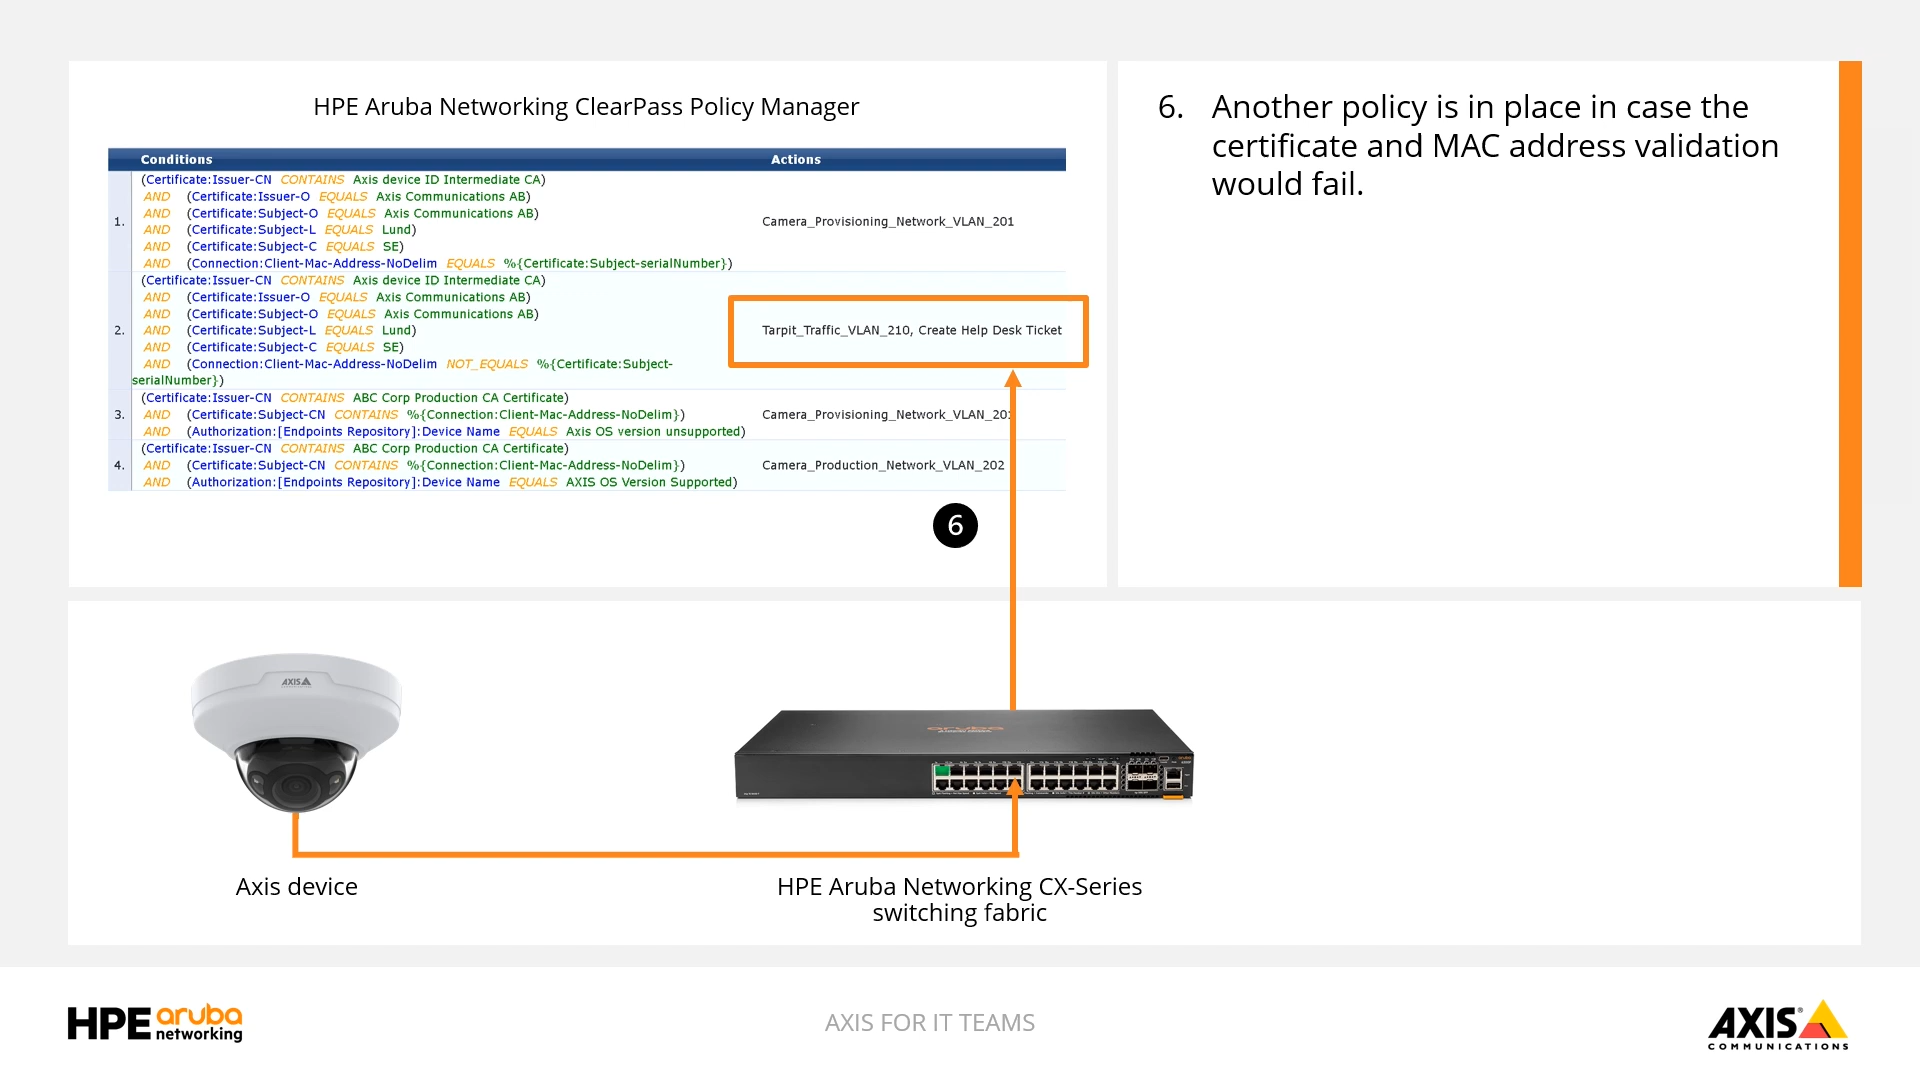 HPE Aruba Networking ClearPass Policy Manager
Conditions Actions
1.
(Certificate:Issuer-CN CONTAINS Axis device ID Intermediate CA)
AND (Certificate:Issuer-O EQUALS Axis Communications AB)
AND (Certificate:Subject-O EQUALS Axis Communications AB)
AND (Certificate:Subject-L EQUALS Lund)
AND (Certificate:Subject-C EQUALS SE)
AND (Connection:Client-Mac-Address-NoDelim EQUALS %{Certificate:Subject-serialNumber})
Camera_Provisioning_Network_VLAN_201
2.
(Certificate:Issuer-CN CONTAINS Axis device ID Intermediate CA)
AND (Certificate:Issuer-O EQUALS Axis Communications AB)
AND (Certificate:Subject-O EQUALS Axis Communications AB)
AND (Certificate:Subject-L EQUALS Lund)
AND (Certificate:Subject-C EQUALS SE)
AND (Connection:Client-Mac-Address-NoDelim NOT_EQUALS %{Certificate:Subject-
serialNumber})
Tarpit_Traffic_VLAN_210, Create Help Desk Ticket
3.
(Certificate:Issuer-CN CONTAINS ABC Corp Production CA Certificate)
AND (Certificate:Subject-CN CONTAINS %{Connection:Client-Mac-Address-NoDelim})
AND (Authorization:[Endpoints Repository]:Device Name EQUALS Axis OS version unsupported)
Camera_Provisioning_Network_VLAN_201
4.
(Certificate:Issuer-CN CONTAINS ABC Corp Production CA Certificate)
AND (Certificate:Subject-CN CONTAINS %{Connection:Client-Mac-Address-NoDelim})
AND (Authorization:[Endpoints Repository]:Device Name EQUALS AXIS OS Version Supported)
Camera_Production_Network_VLAN_202
6
6. Another policy is in place in case the
certificate and MAC address validation
would fail.
AXIS
aruba
Axis device
HPE Aruba Networking CX-Series
switching fabric
HPE aruba
networking
AXIS FOR IT TEAMS
AXIS
COMMUNICATIONS